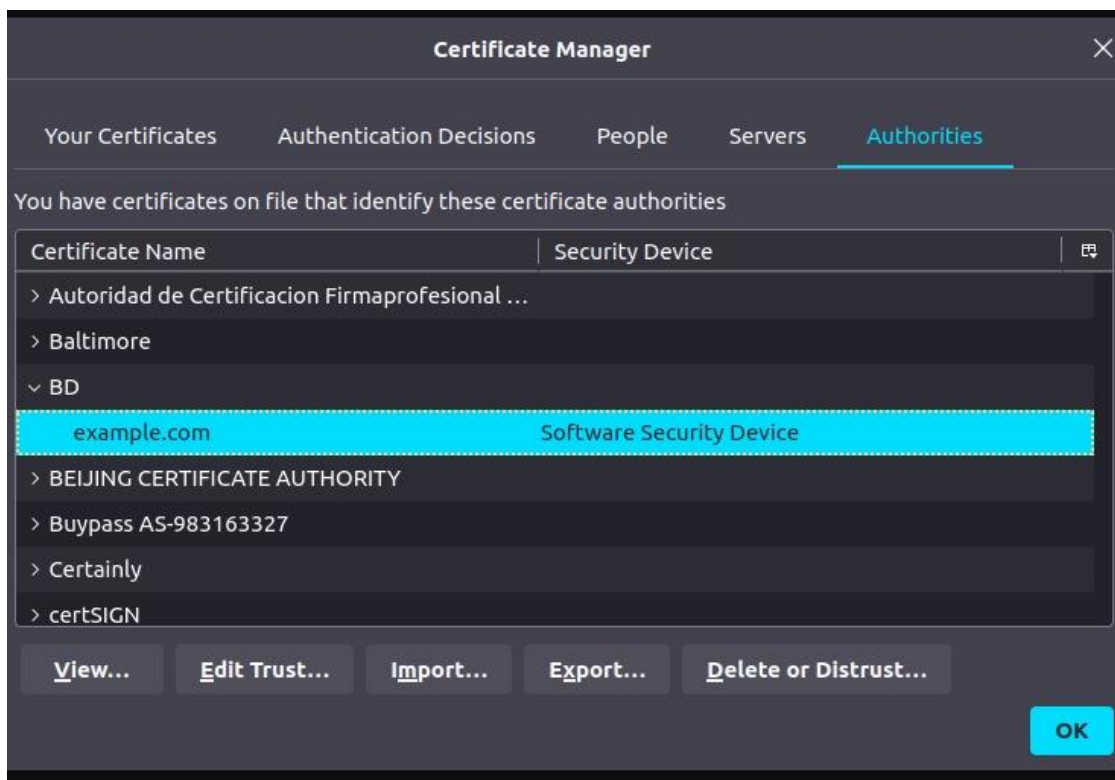 Certificate Manager
Your Certificates Authentication Decisions People Servers Authorities
You have certificates on file that identify these certificate authorities
Certificate Name Security Device
Autoridad de Certificacion Firmaprofesional …
Baltimore
BD
example.com Software Security Device
BEIJING CERTIFICATE AUTHORITY
Buypass AS-983163327
Certainly
certSIGN
View... Edit Trust... Import... Export... Delete or Distrust...
OK